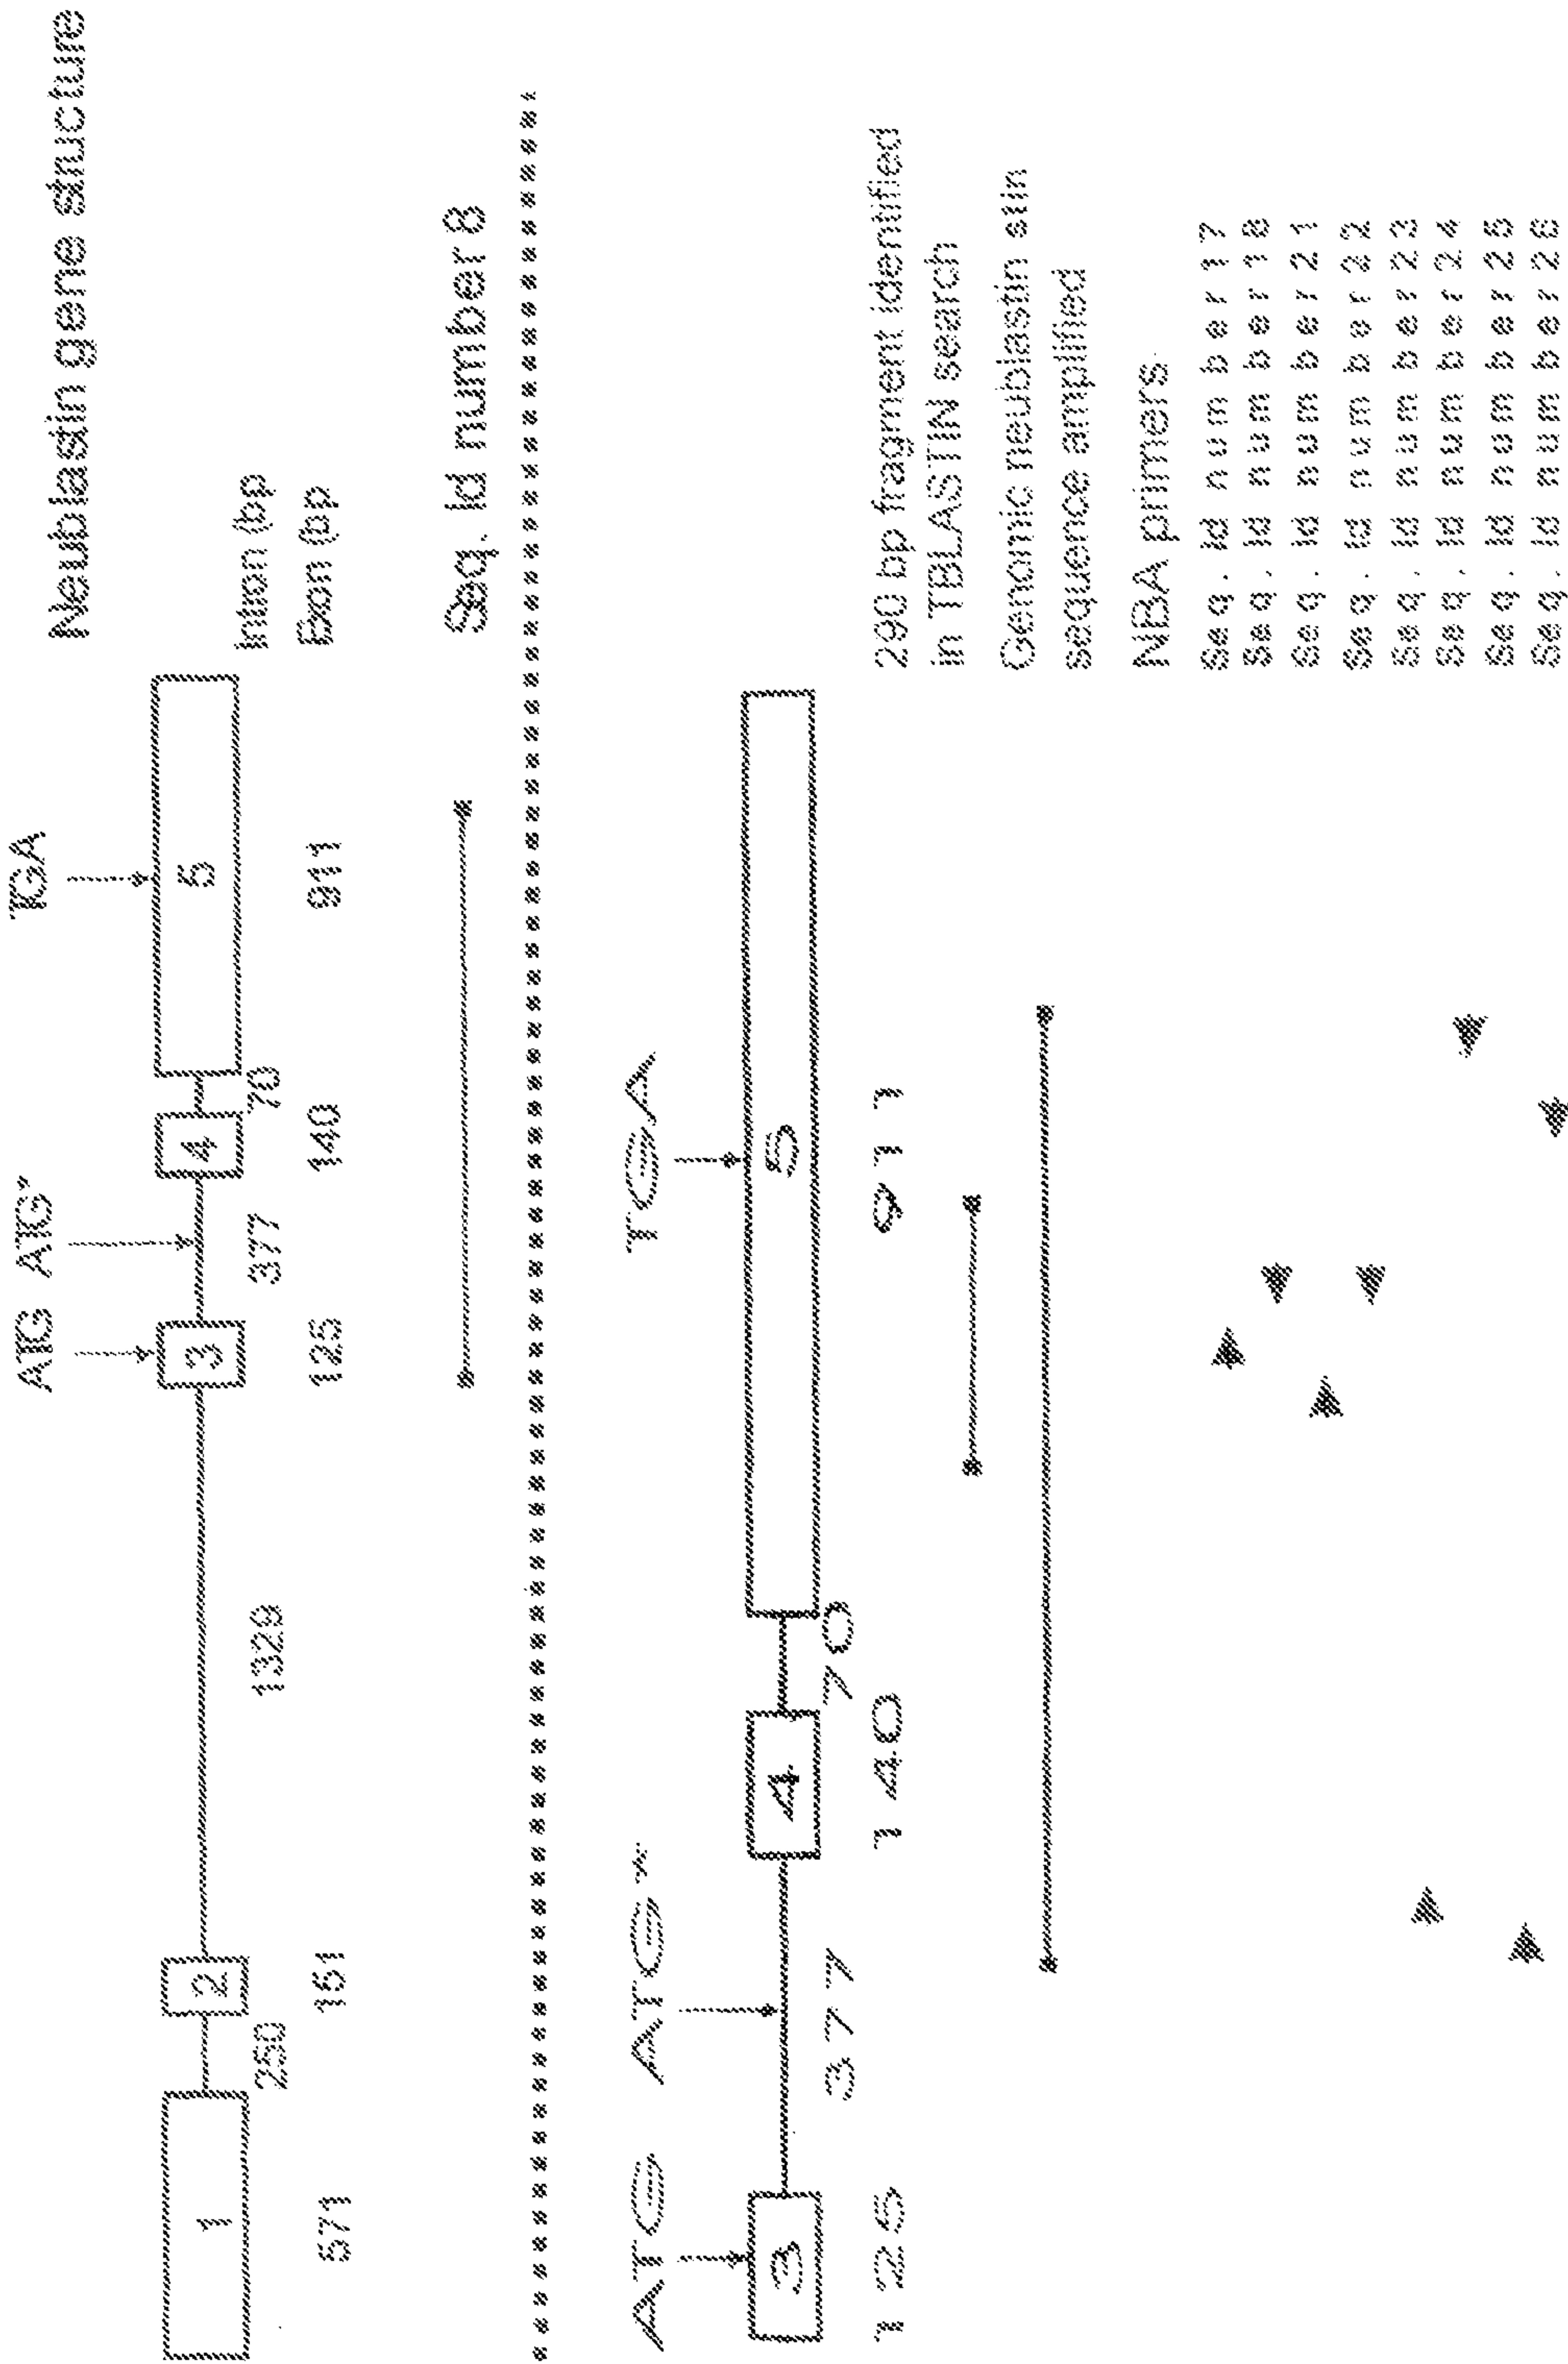 Neublastin gene structure
TGA
ATG ATG*
1 2 3 4 5
250 1329 377 70 Intron (bp
571 151 125 140 911 Exon (bp
Seq. Id number 8
ATG ATG* TGA
3 4 5
377 70
125 140 911
290 bp fragment identified
in TBLASTIN search
Genomic neublastin stin
sequence amplified
NBA primers
Seq. Id number 17
Seq. Id number 18
Seq. Id number 21
Seq. Id number 22
Seq. Id number 23
Seq. Id number 24
Seq. Id number 25
Seq. Id number 26